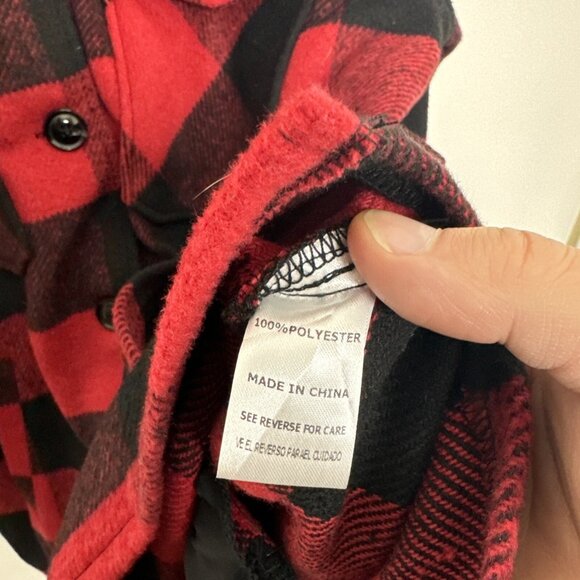 100%POLYESTER
MADE IN CHINA
SEE REVERSE FOR CARE
VE EL REVERSO PARA EL CUIDADO